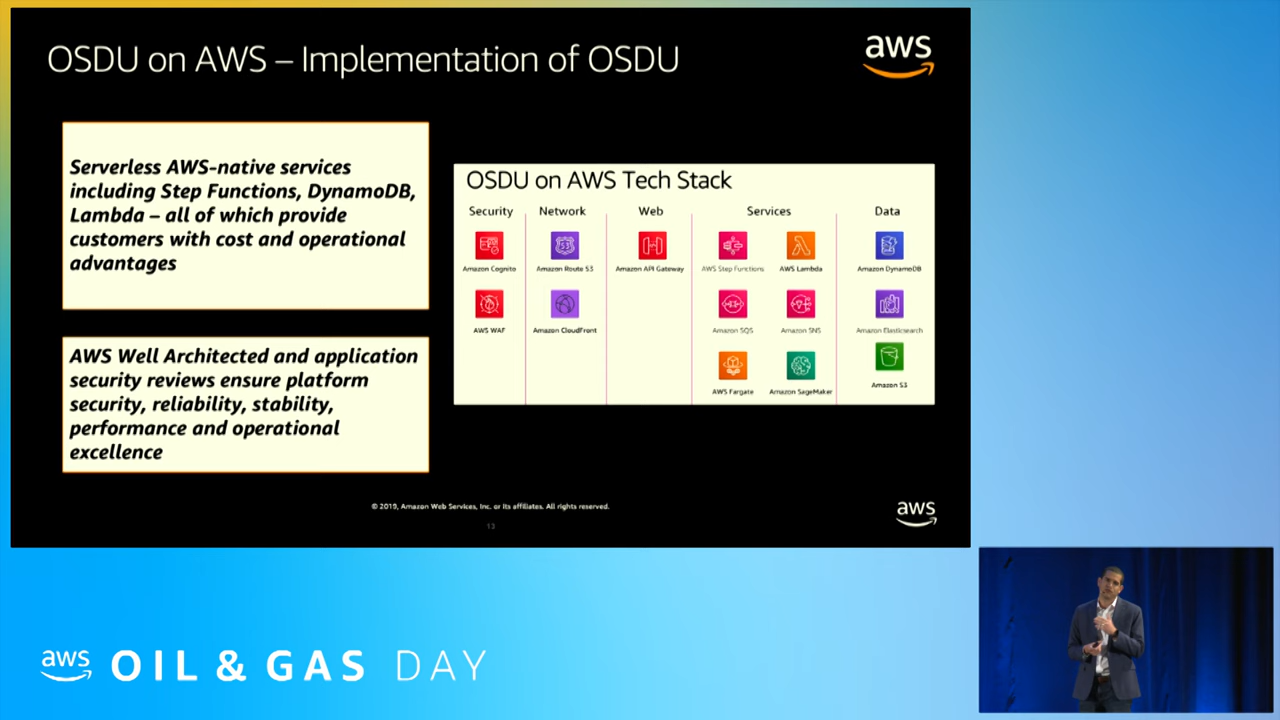 OSDU on AWS – Implementation of OSDU
aws
Serverless AWS-native services
including Step Functions, DynamoDB,
Lambda – all of which provide
customers with cost and operational
advantages
AWS Well Architected and application
security reviews ensure platform
security, reliability, stability,
performance and operational
excellence
OSDU on AWS Tech Stack
Security Network Web Services Data
Amazon Cognito Amazon Route 53 Amazon API Gateway AWS Step Functions AWS Lambda Amazon DynamoDB
AWS WAF Amazon CloudFront Amazon SQS Amazon SNS Amazon Elasticsearch
AWS Fargate Amazon SageMaker Amazon S3
© 2019, Amazon Web Services, Inc. or its affiliates. All rights reserved.
aws
13
aws OIL & GAS DAY